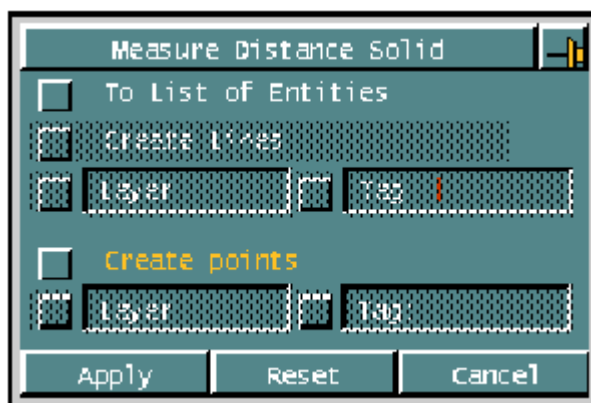 Measure Distance Solid
To List of Entities
Create Lines
Layer Tag
Create points
Layer Tag:
Apply Reset Cancel